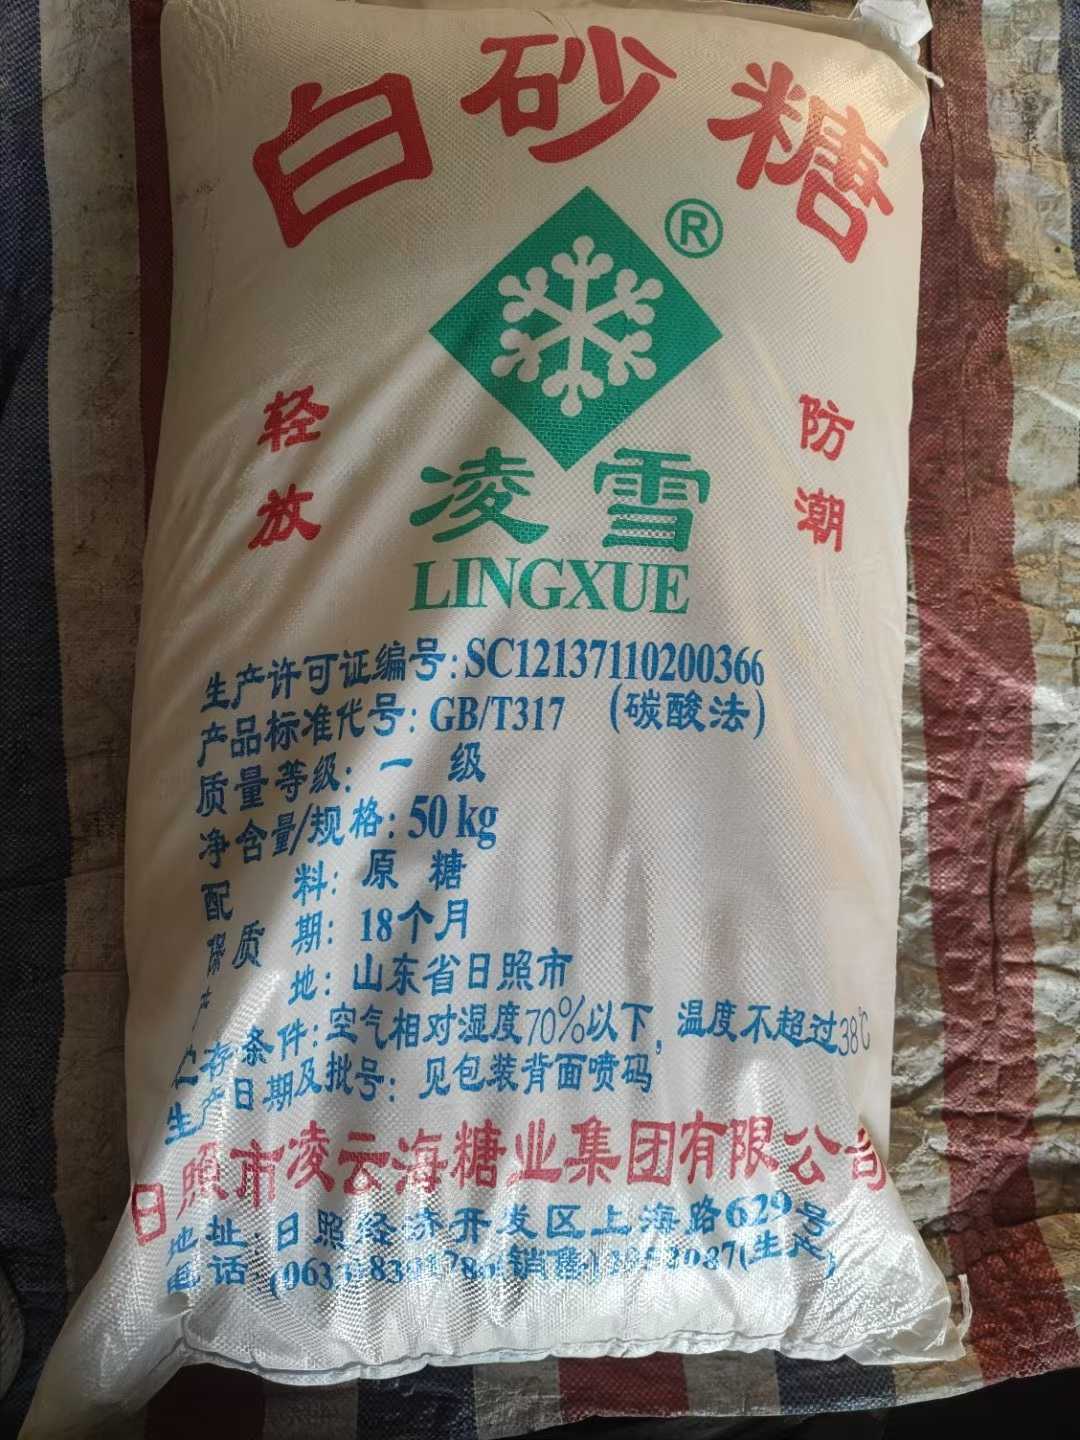 白砂糖
®
轻放
防潮
凌雪
LINGXUE
生产许可证编号:SC12137110200366
产品标准代号:GB/T317 (碳酸法)
质量等级:一 级
净含量/规格:50kg
配 料:原 糖
保质期:18个月
地:山东省日照市
存条件:空气相对湿度70%以下,温度不超过38℃
生产日期及批号:见包装背面喷码
日照市凌云海糖业集团有限公司
地址:日照经济开发区上海路629号
电话: